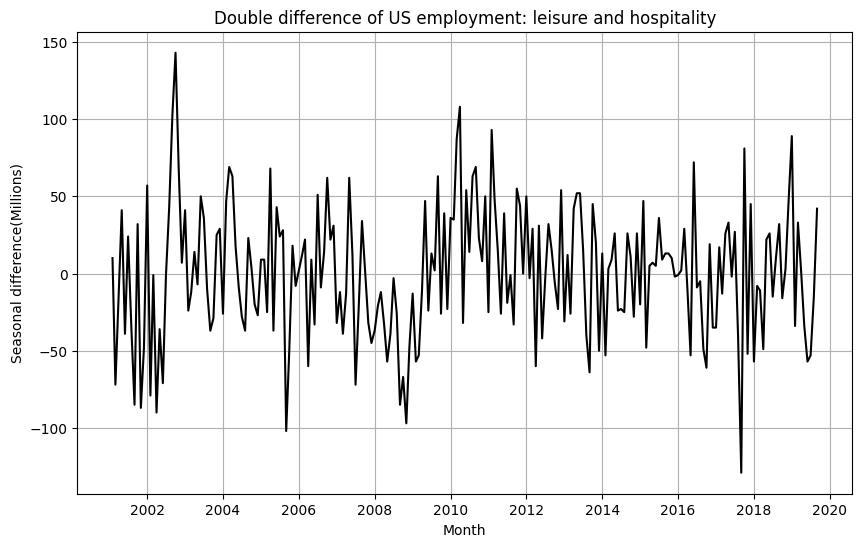 Double difference of US employment: leisure and hospitality
150
100
50
0
−50
−100
Seasonal difference(Millions)
2002 2004 2006 2008 2010 2012 2014 2016 2018 2020
Month